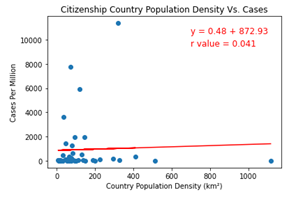 Citizenship Country Population Density Vs. Cases
y = 0.48 + 872.93
r value = 0.041
10000
8000
6000
4000
2000
0
Cases Per Million
0 200 400 600 800 1000
Country Population Density (km²)